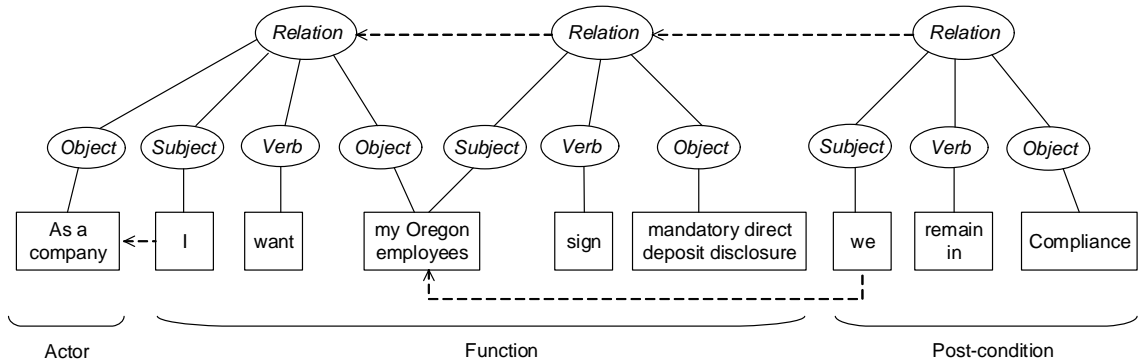 Relation Relation Relation
Object Subject Verb Object Subject Verb Object Subject Verb Object
As a
company
I
want
my Oregon
employees
sign
mandatory direct
deposit disclosure
we
remain
in
Compliance
Actor Function Post-condition